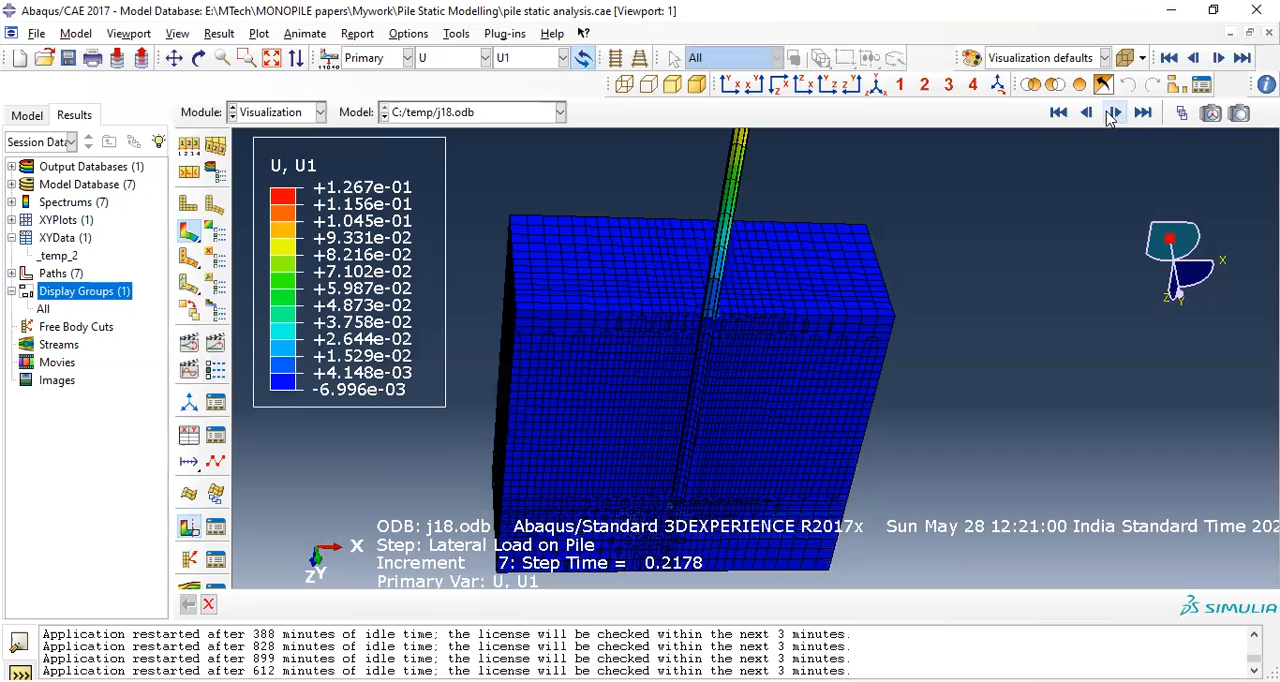 Abaqus/CAE 2017 - Model Database: E:\MTech\MONOPILE papers\Mywork\Pile Static Modelling\pile static analysis.cae [Viewport: 1]
File Model Viewport View Result Plot Animate Report Options Tools Plug-ins Help
Primary U U1 All Visualization defaults
1 2 3 4
Model Results Module: Visualization Model: C:/temp/j18.odb
Session Data
Output Databases (1)
Model Database (7)
Spectrums (7)
XYPlots (1)
XYData (1)
_temp_2
Paths (7)
Display Groups (1)
All
Free Body Cuts
Streams
Movies
Images
U, U1
+1.267e-01
+1.156e-01
+1.045e-01
+9.331e-02
+8.216e-02
+7.102e-02
+5.987e-02
+4.873e-02
+3.758e-02
+2.644e-02
+1.529e-02
+4.148e-03
-6.996e-03
X
Z Y
ODB: j18.odb Abaqus/Standard 3DEXPERIENCE R2017x Sun May 28 12:21:00 India Standard Time 202
Step: Lateral Load on Pile
Increment 7: Step Time = 0.2178
Primary Var: U, U1
X
Z Y
SIMULIA
Application restarted after 388 minutes of idle time; the license will be checked within the next 3 minutes.
Application restarted after 828 minutes of idle time; the license will be checked within the next 3 minutes.
Application restarted after 899 minutes of idle time; the license will be checked within the next 3 minutes.
Application restarted after 612 minutes of idle time; the license will be checked within the next 3 minutes.
>>>